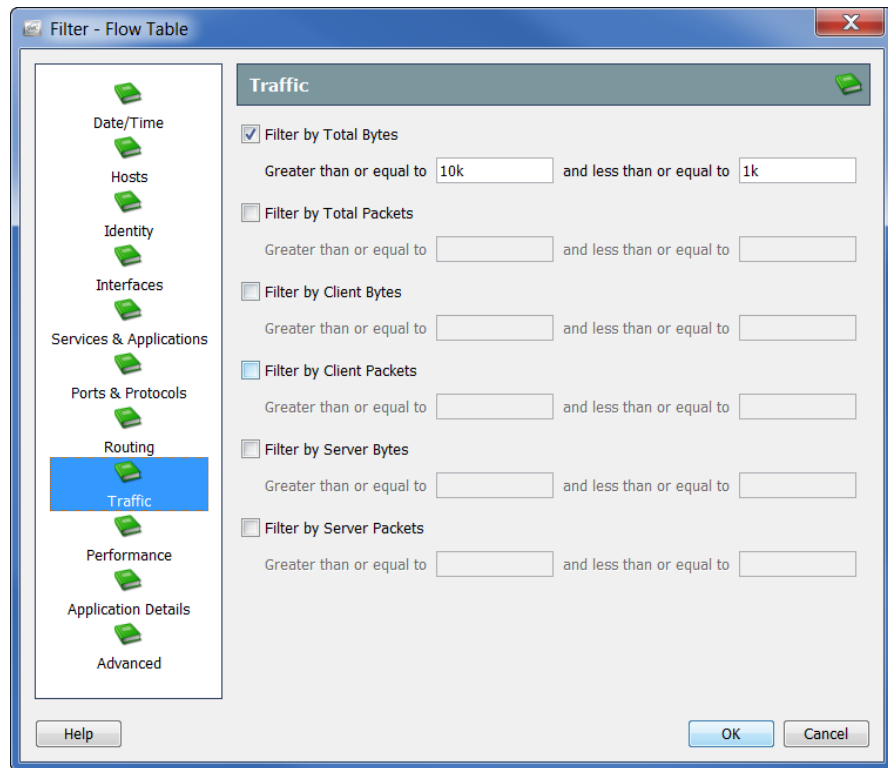 Filter - Flow Table
Date/Time
Hosts
Identity
Interfaces
Services & Applications
Ports & Protocols
Routing
Traffic
Performance
Application Details
Advanced
Traffic
Filter by Total Bytes
Greater than or equal to 10k and less than or equal to 1k
Filter by Total Packets
Greater than or equal to and less than or equal to
Filter by Client Bytes
Greater than or equal to and less than or equal to
Filter by Client Packets
Greater than or equal to and less than or equal to
Filter by Server Bytes
Greater than or equal to and less than or equal to
Filter by Server Packets
Greater than or equal to and less than or equal to
Help OK Cancel